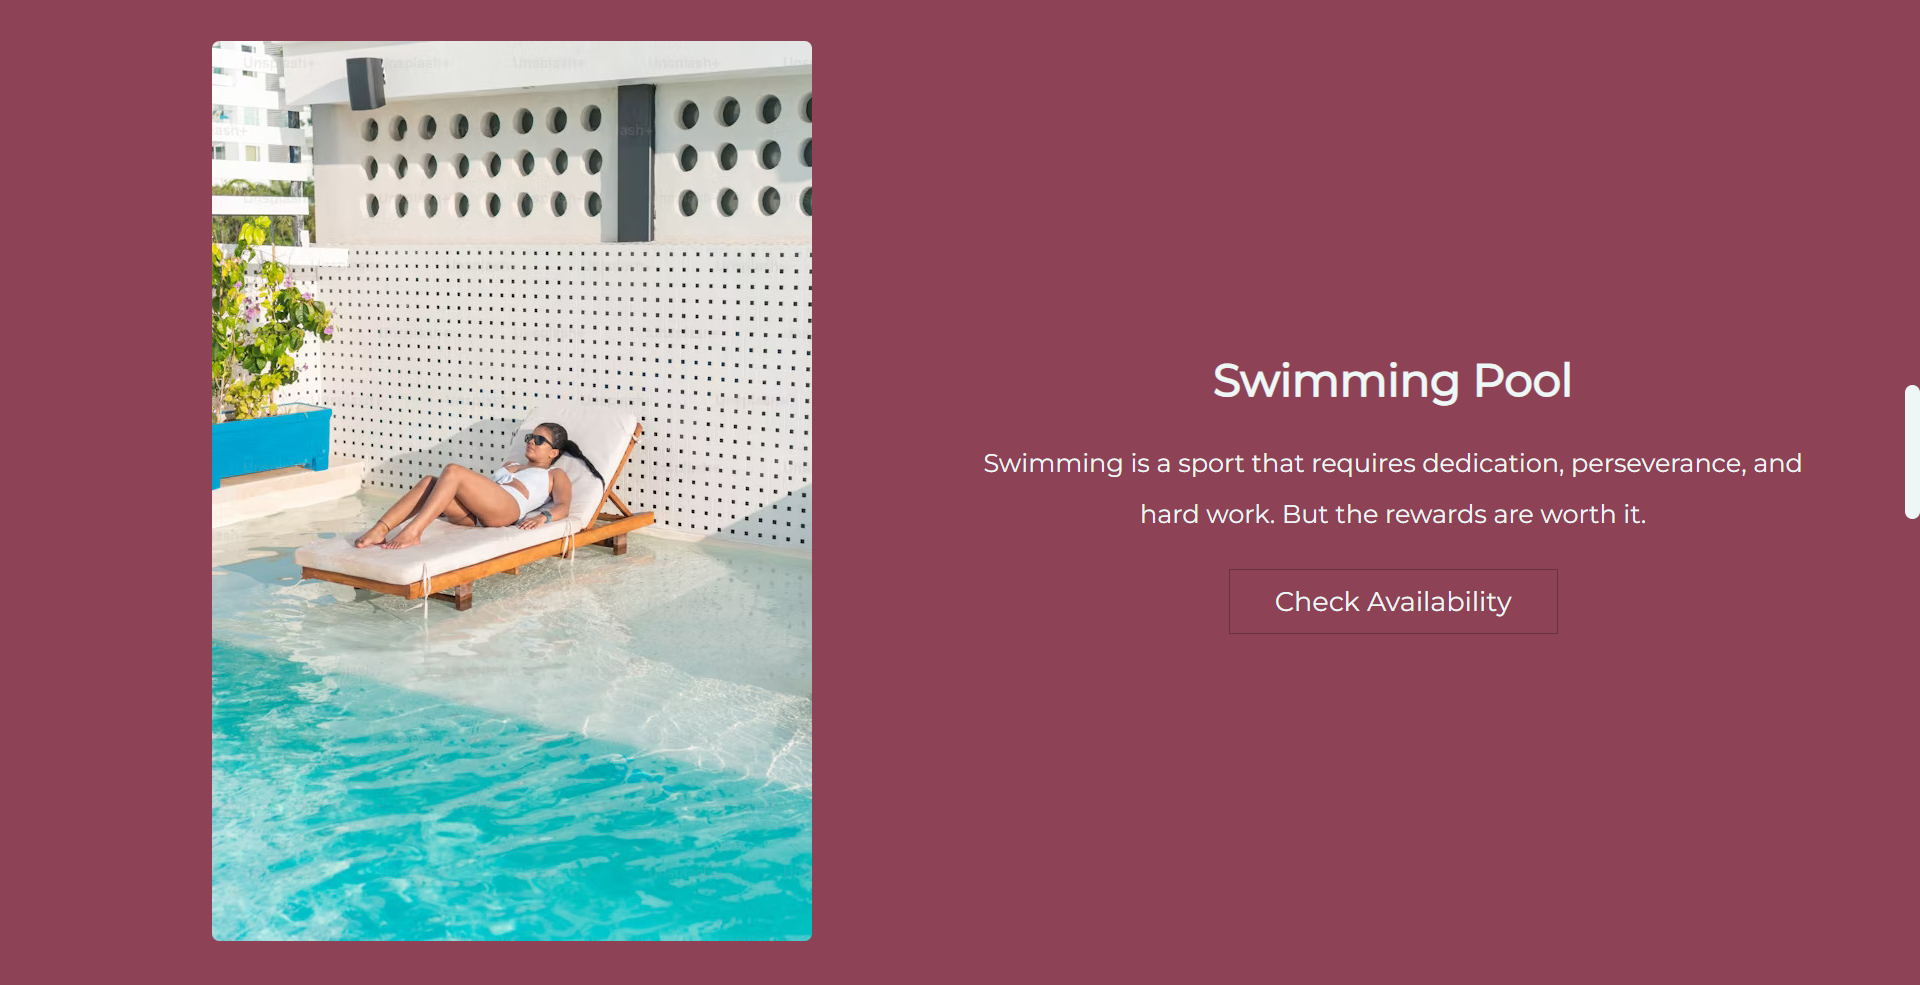 Unsplash+
Swimming Pool
Swimming is a sport that requires dedication, perseverance, and
hard work. But the rewards are worth it.
Check Availability